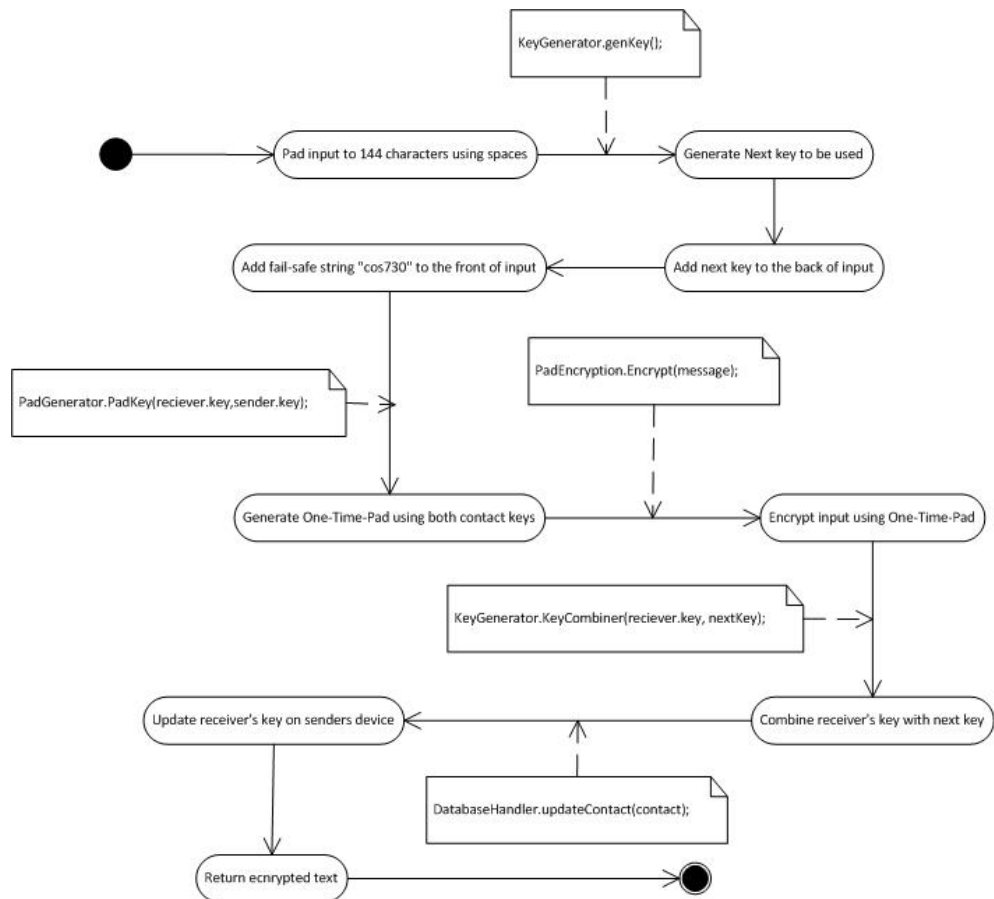 KeyGenerator.genKey();
Pad input to 144 characters using spaces
Generate Next key to be used
Add fail-safe string "cos730" to the front of input
Add next key to the back of input
PadEncryption.Encrypt(message);
PadGenerator.PadKey(reciever.key,sender.key);
Generate One-Time-Pad using both contact keys
Encrypt input using One-Time-Pad
KeyGenerator.KeyCombiner(reciever.key, nextKey);
Update receiver's key on senders device
Combine receiver's key with next key
DatabaseHandler.updateContact(contact);
Return ecnrypted text